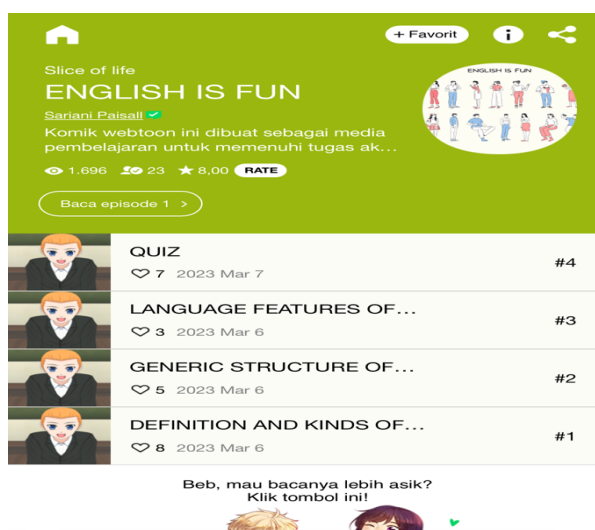 + Favorit
Slice of life
ENGLISH IS FUN
ENGLISH IS FUN
Sariani Paisall
Komik webtoon ini dibuat sebagai media
pembelajaran untuk memenuhi tugas ak...
1.696 23 8,00 RATE
Baca episode 1 >
QUIZ
7 2023 Mar 7
#4
LANGUAGE FEATURES OF...
3 2023 Mar 6
#3
GENERIC STRUCTURE OF...
5 2023 Mar 6
#2
DEFINITION AND KINDS OF...
8 2023 Mar 6
#1
Beb, mau bacanya lebih asik?
Klik tombol ini!